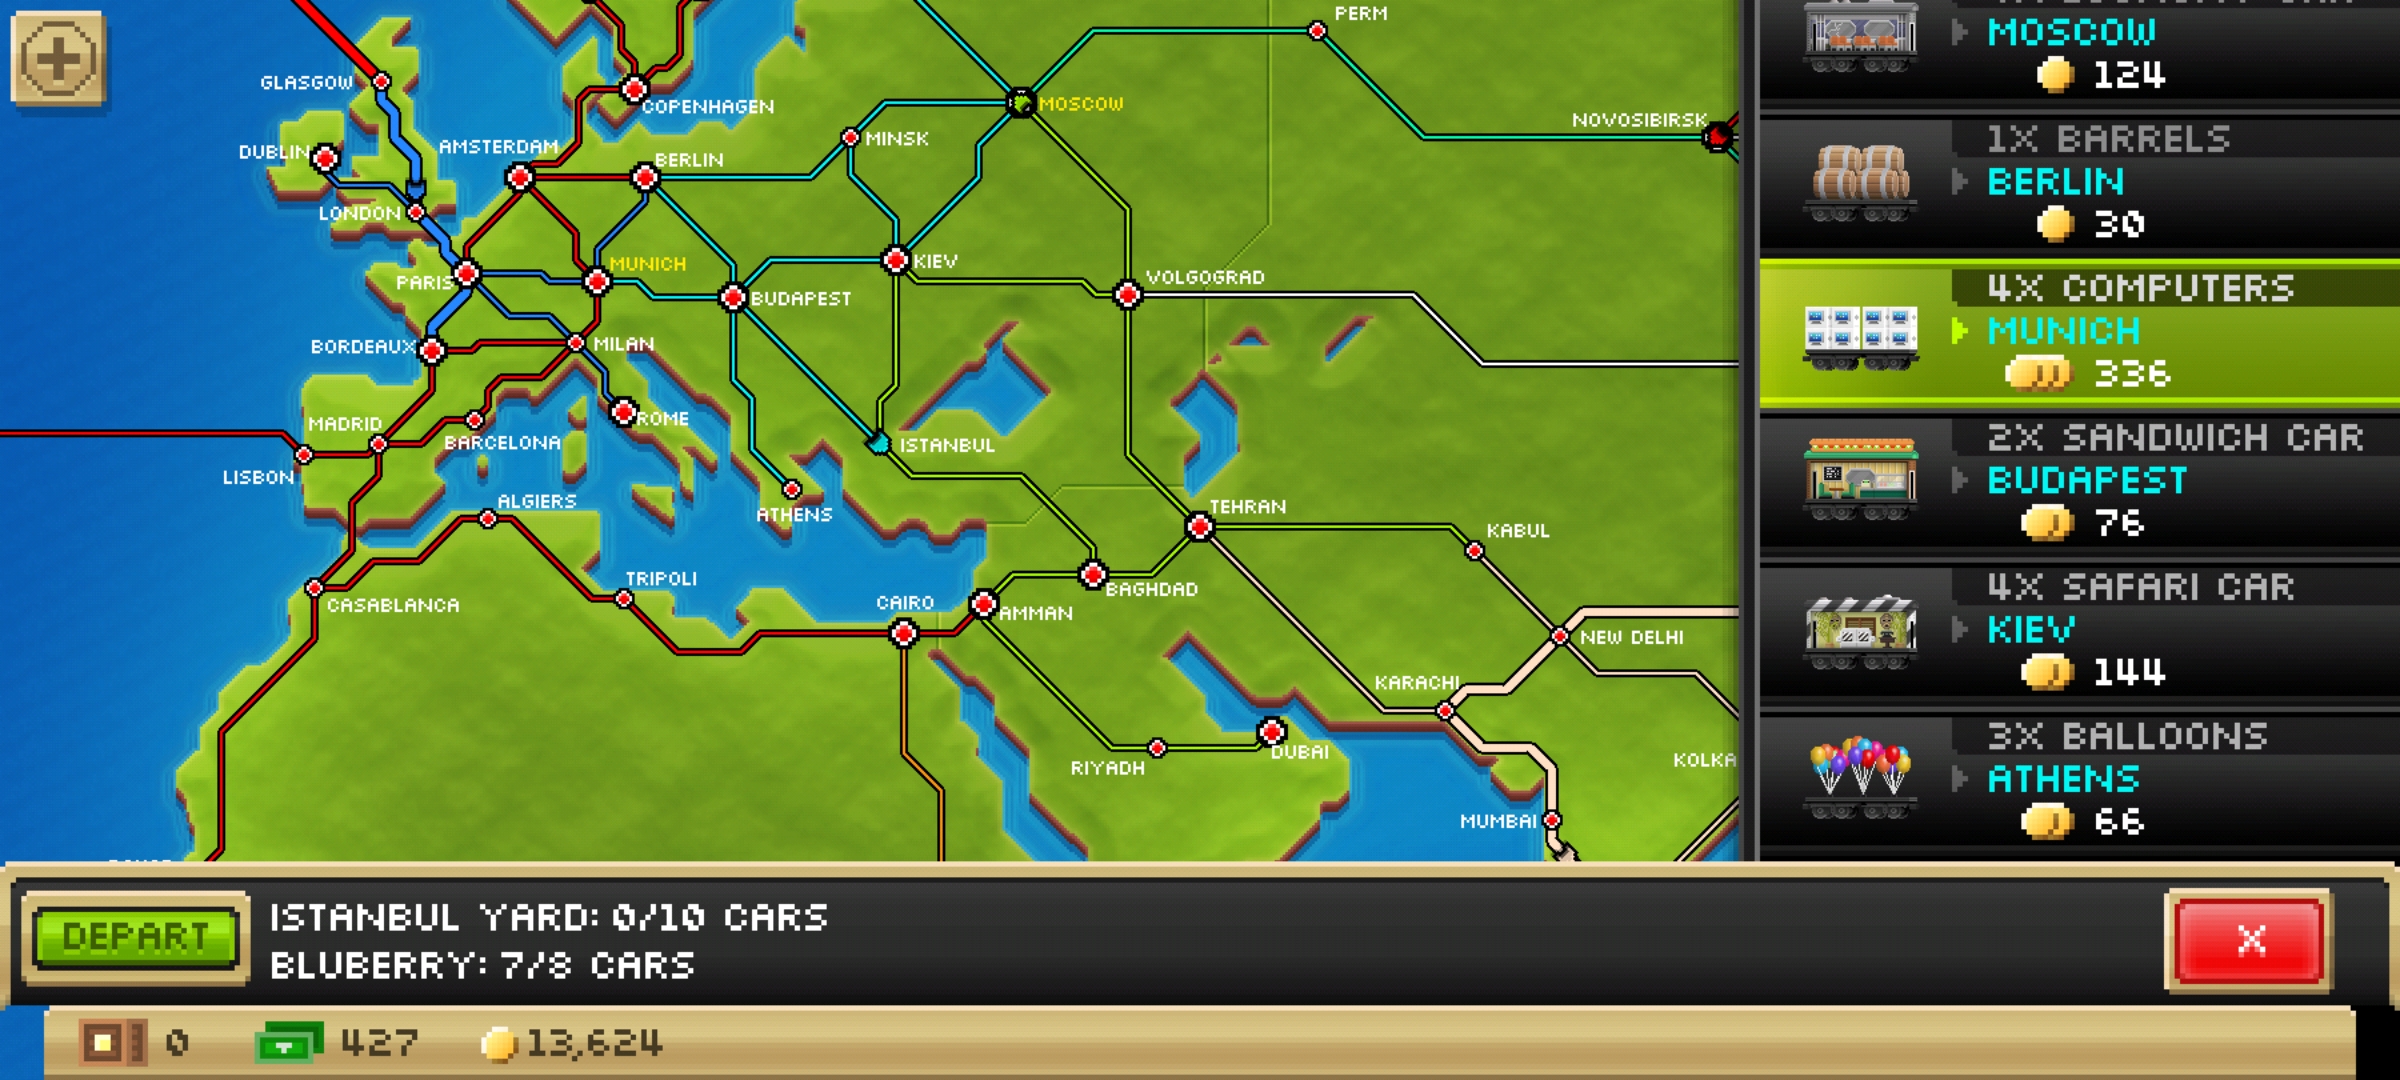 PERM
MOSCOW
124
GLASGOW
COPENHAGEN
MOSCOW
NOVOSIBIRSK
1X BARRELS
BERLIN
30
DUBLIN
AMSTERDAM
BERLIN
MINSK
LONDON
PARIS
MUNICH
BUDAPEST
KIEV
VOLGOGRAD
4X COMPUTERS
MUNICH
336
BORDEAUX
MILAN
MADRID
BARCELONA
ROME
ISTANBUL
LISBON
2X SANDWICH CAR
BUDAPEST
76
ALGIERS
ATHENS
TEHRAN
KABUL
TRIPOLI
CASABLANCA
CAIRO
AMMAN
BAGHDAD
NEW DELHI
4X SAFARI CAR
KIEV
144
KARACHI
RIYADH
DUBAI
KOLKA
MUMBAI
3X BALLOONS
ATHENS
66
DEPART
ISTANBUL YARD: 0/10 CARS
BLUBERRY: 7/8 CARS
X
0
427
13,624